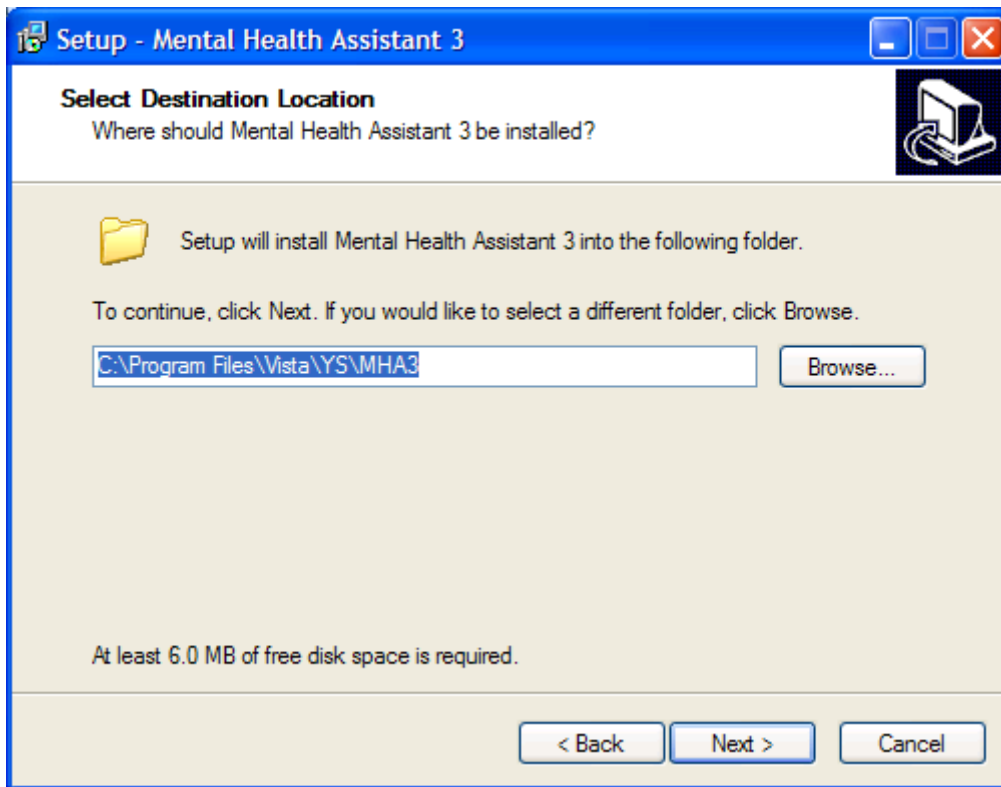 Setup - Mental Health Assistant 3
Select Destination Location
Where should Mental Health Assistant 3 be installed?
Setup will install Mental Health Assistant 3 into the following folder.
To continue, click Next. If you would like to select a different folder, click Browse.
C:\Program Files\Vista\YS\MHA3
Browse...
At least 6.0 MB of free disk space is required.
< Back
Next >
Cancel